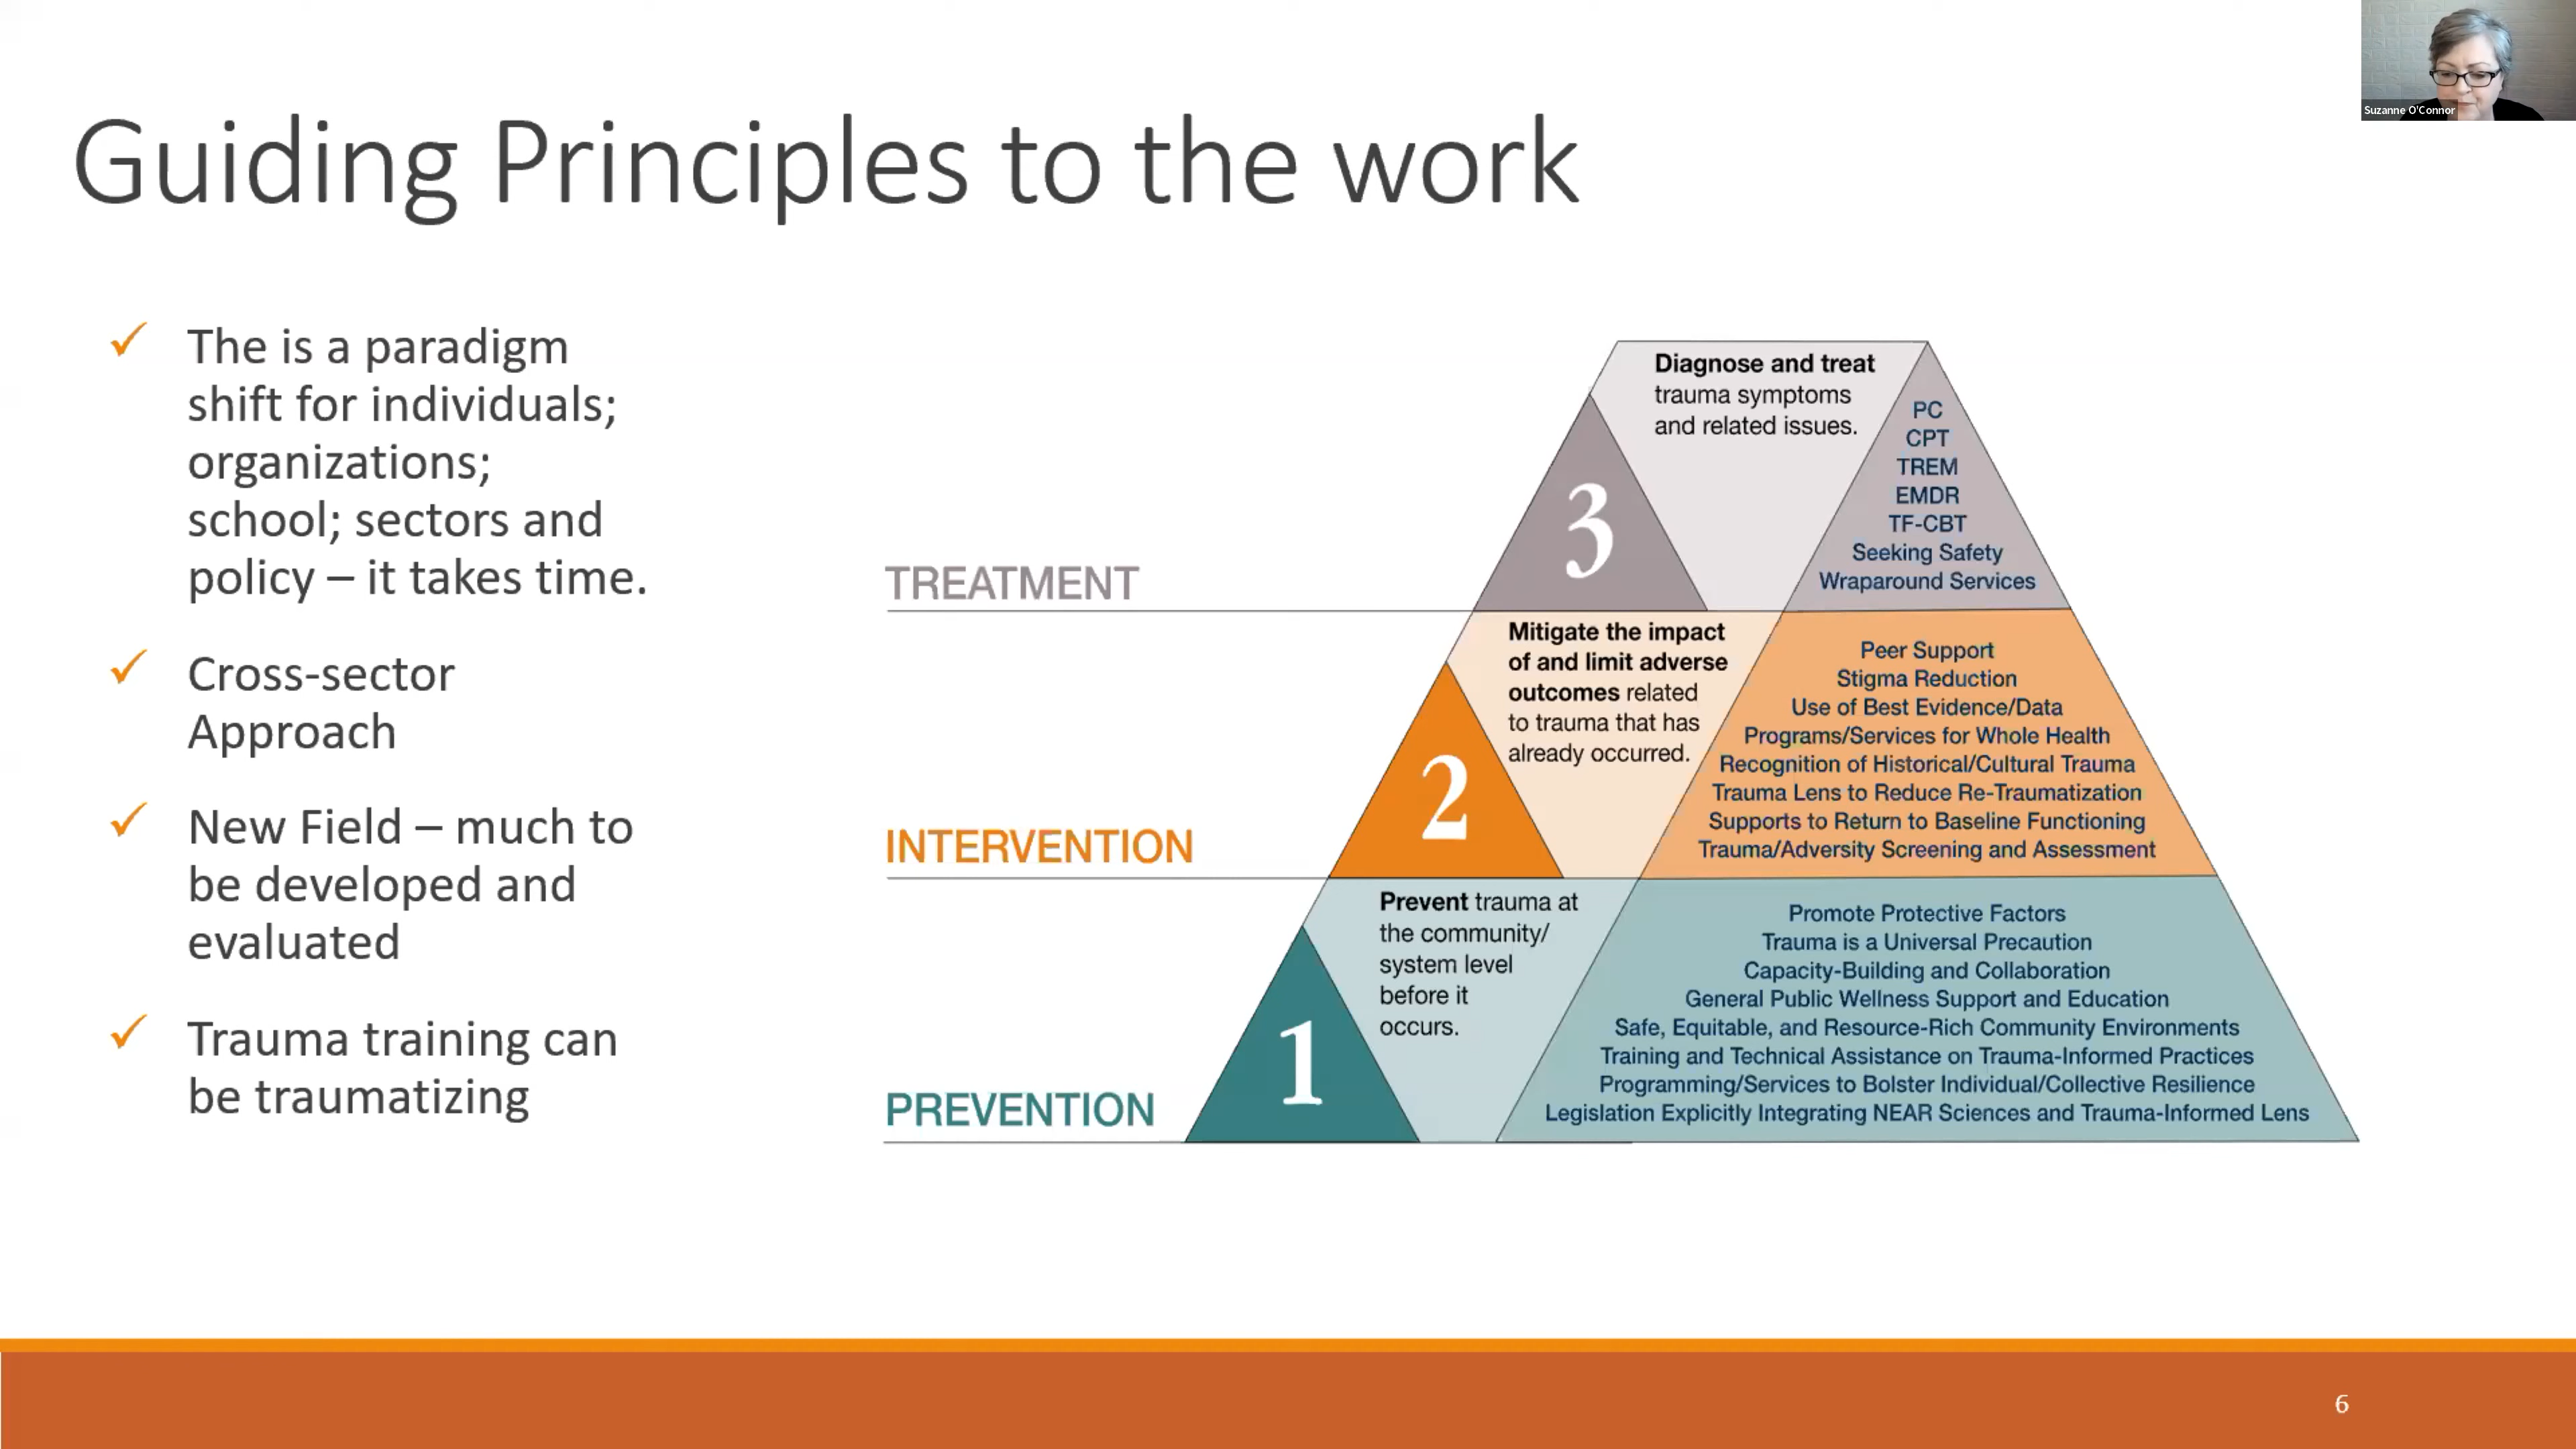 Suzanne O'Connor
Guiding Principles to the work
✓ The is a paradigm
shift for individuals;
organizations;
school; sectors and
policy – it takes time.
✓ Cross-sector
Approach
✓ New Field – much to
be developed and
evaluated
✓ Trauma training can
be traumatizing
TREATMENT
3
Diagnose and treat
trauma symptoms
and related issues.
PC
CPT
TREM
EMDR
TF-CBT
Seeking Safety
Wraparound Services
INTERVENTION
2
Mitigate the impact
of and limit adverse
outcomes related
to trauma that has
already occurred.
Peer Support
Stigma Reduction
Use of Best Evidence/Data
Programs/Services for Whole Health
Recognition of Historical/Cultural Trauma
Trauma Lens to Reduce Re-Traumatization
Supports to Return to Baseline Functioning
Trauma/Adversity Screening and Assessment
PREVENTION
1
Prevent trauma at
the community/
system level
before it
occurs.
Promote Protective Factors
Trauma is a Universal Precaution
Capacity-Building and Collaboration
General Public Wellness Support and Education
Safe, Equitable, and Resource-Rich Community Environments
Training and Technical Assistance on Trauma-Informed Practices
Programming/Services to Bolster Individual/Collective Resilience
Legislation Explicitly Integrating NEAR Sciences and Trauma-Informed Lens
6